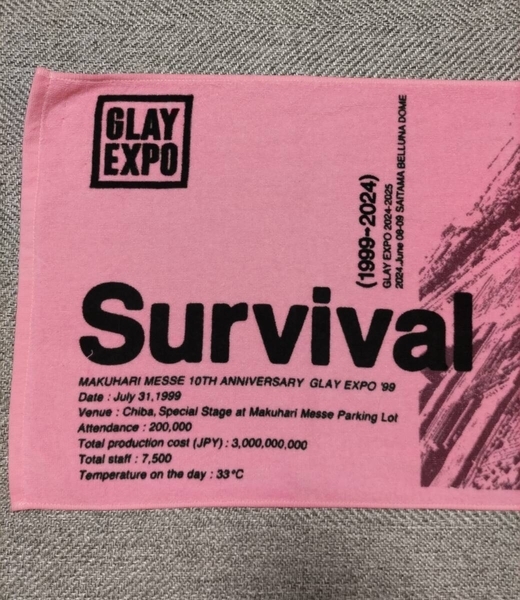 GLAY
EXPO
(1999-2024)
GLAY EXPO 2024-2025
2024.June 08-09 SAITAMA BELLUNA DOME
Survival
MAKUHARI MESSE 10TH ANNIVERSARY GLAY EXPO '99
Date : July 31,1999
Venue : Chiba, Special Stage at Makuhari Messe Parking Lot
Attendance : 200,000
Total production cost (JPY) : 3,000,000,000
Total staff : 7,500
Temperature on the day : 33°C